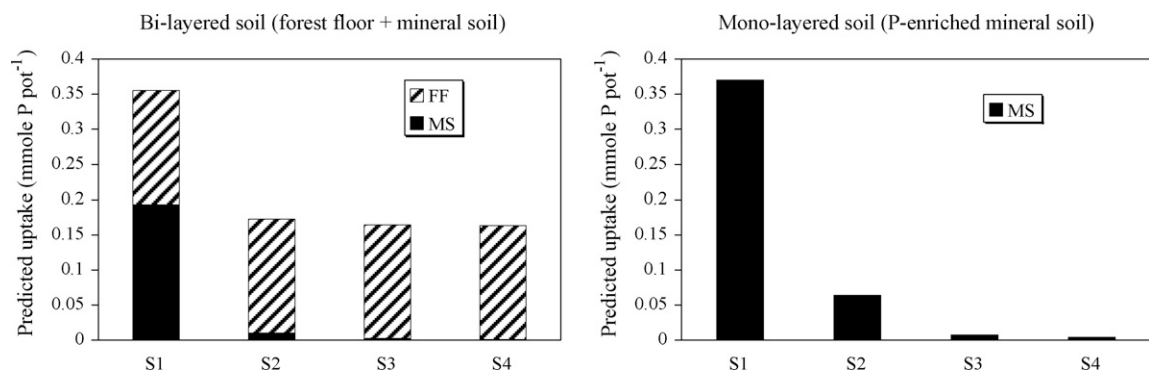 Bi-layered soil (forest floor + mineral soil)
Predicted uptake (mmole P pot⁻¹)
0.4
0.35
0.3
0.25
0.2
0.15
0.1
0.05
0
FF
MS
S1 S2 S3 S4
Mono-layered soil (P-enriched mineral soil)
Predicted uptake (mmole P pot⁻¹)
0.4
0.35
0.3
0.25
0.2
0.15
0.1
0.05
0
MS
S1 S2 S3 S4